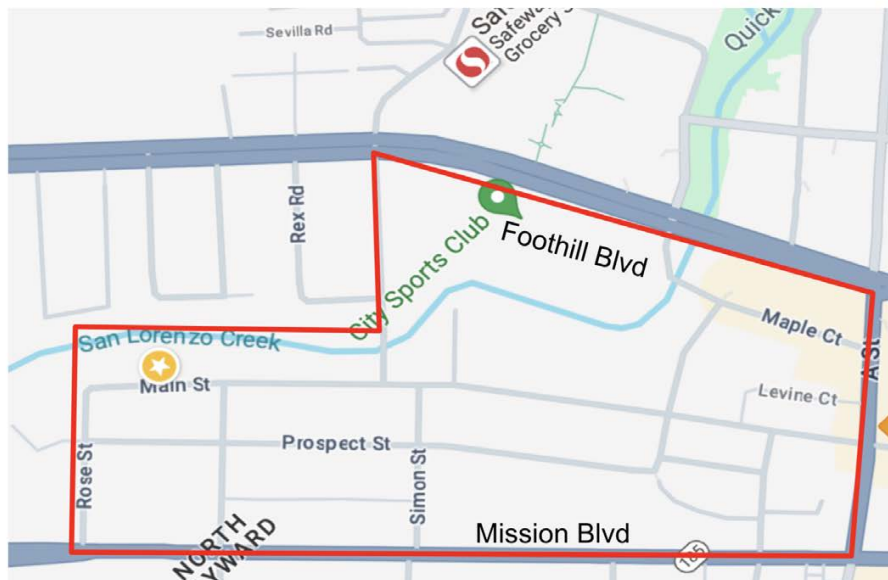 Sevilla Rd
Safeway
Grocery
Quick
Rex Rd
City Sports Club
Foothill Blvd
San Lorenzo Creek
Maple Ct
A St
Main St
Levine Ct
Rose St
Prospect St
Simon St
NORTH
Mission Blvd
185